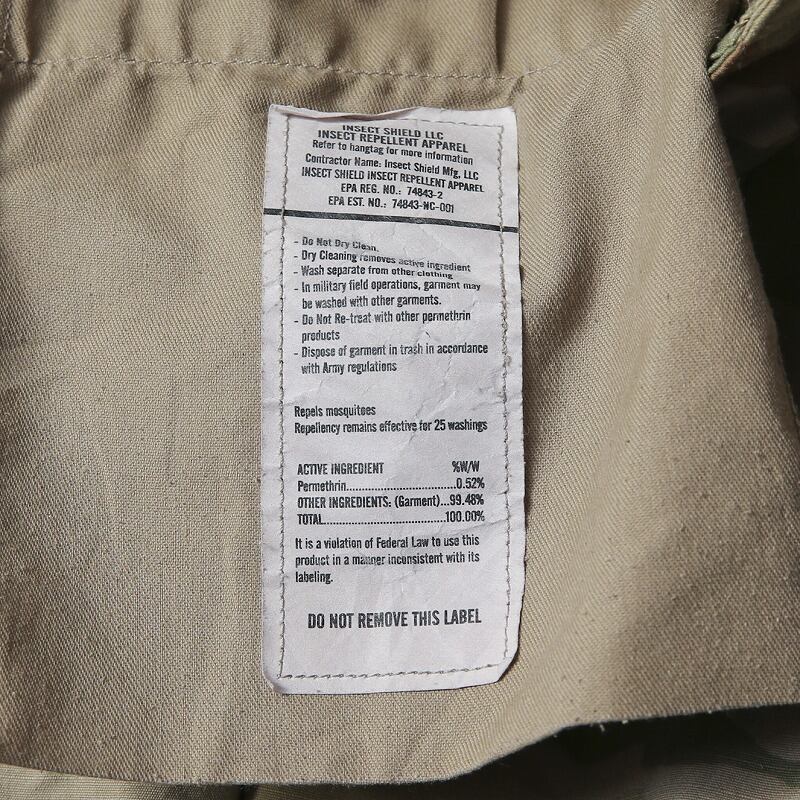 INSECT SHIELD LLC
INSECT REPELLENT APPAREL
Refer to hangtag for more information
Contractor Name: Insect Shield Mfg, LLC
INSECT SHIELD INSECT REPELLENT APPAREL
EPA REG. NO.: 74843-2
EPA EST. NO.: 74843-NC-001
- Do Not Dry Clean.
- Dry Cleaning removes active ingredient
- Wash separate from other clothing
- In military field operations, garment may
be washed with other garments.
- Do Not Re-treat with other permethrin
products
- Dispose of garment in trash in accordance
with Army regulations
Repels mosquitoes
Repellency remains effective for 25 washings
ACTIVE INGREDIENT %W/W
Permethrin..............................0.52%
OTHER INGREDIENTS: (Garment)...99.48%
TOTAL................................100.00%
It is a violation of Federal Law to use this
product in a manner inconsistent with its
labeling.
DO NOT REMOVE THIS LABEL